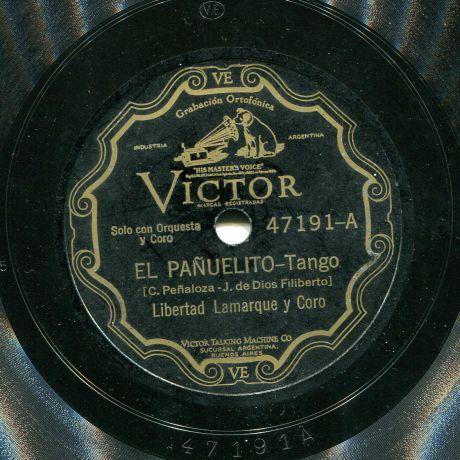 VE
VE
Grabación Ortofónica
INDUSTRIA
ARGENTINA
"HIS MASTER'S VOICE"
VICTOR
MARCAS REGISTRADAS
Solo con Orquesta
y Coro
47191-A
EL PAÑUELITO-Tango
[C. Peñaloza - J. de Dios Filiberto]
Libertad Lamarque y Coro
VICTOR TALKING MACHINE CO
SUCURSAL ARGENTINA,
BUENOS AIRES
VE
47191A